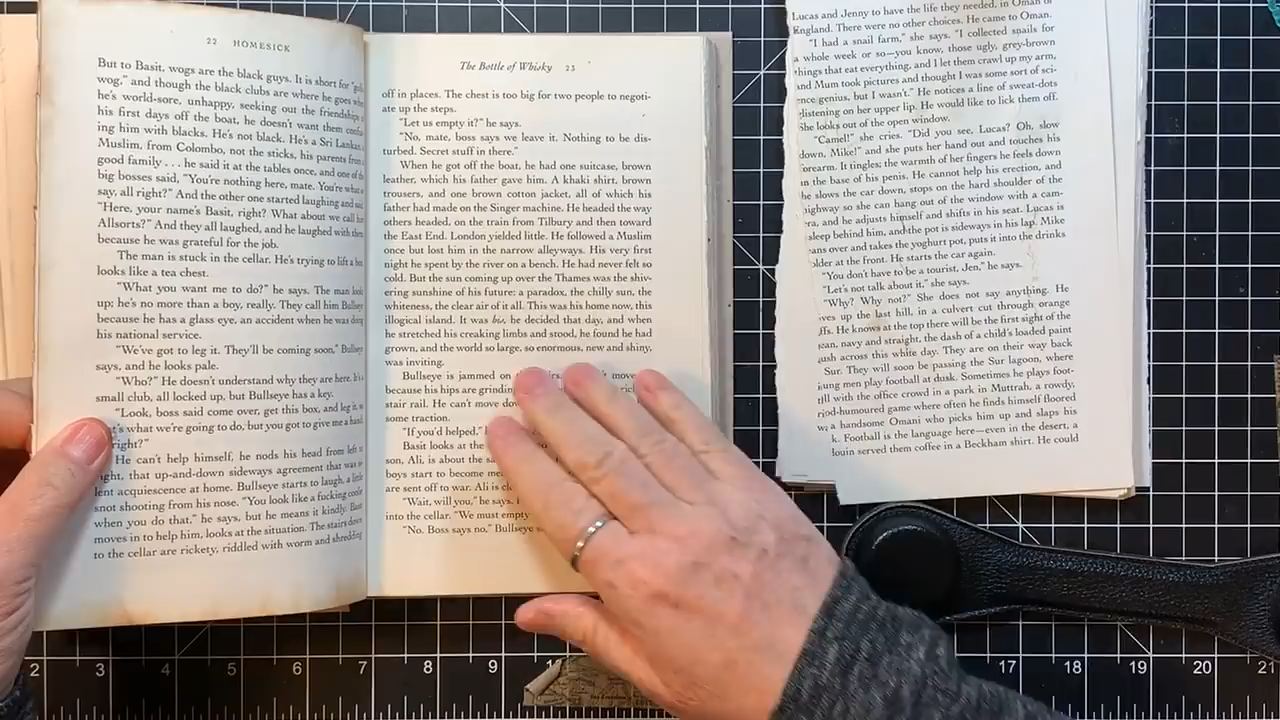 22 HOMESICK
But to Basit, wogs are the black guys. It is short for
wog," and though the black clubs are where he goes
he's world-sore, unhappy, seeking out the friendship
his first days off the boat, he doesn't want them
ing him with blacks. He's not black. He's a Sri Lankan,
Muslim, from Colombo, not the sticks, his parents from
good family . . . he said it at the tables once, and one of
big bosses said, "You're nothing here, mate. You're what
say, all right?" And the other one started laughing and said
"Here, your name's Basit, right? What about we call
Allsorts?" And they all laughed, and he laughed with them
because he was grateful for the job.
The man is stuck in the cellar. He's trying to lift a box
looks like a tea chest.
"What you want me to do?" he says. The man
up; he's no more than a boy, really. They call him Bullseye
because he has a glass eye, an accident when he was doing
his national service.
"We've got to leg it. They'll be coming soon," Bullseye
says, and he looks pale.
"Who?" He doesn't understand why they are here. It's
small club, all locked up, but Bullseye has a key.
"Look, boss said come over, get this box, and leg it,
what we're going to do, but you got to give me a hand
right?"
He can't help himself, he nods his head from left
that up-and-down sideways agreement that was
lent acquiescence at home. Bullseye starts to laugh, a little
snot shooting from his nose. "You look like a fucking
when you do that," he says, but he means it kindly.
moves in to help him, looks at the situation. The stairs down
to the cellar are rickety, riddled with worm and shredding
The Bottle of Whisky 23
off in places. The chest is too big for two people to negoti-
ate up the steps.
"Let us empty it?" he says.
"No, mate, boss says we leave it. Nothing to be dis-
turbed. Secret stuff in there."
When he got off the boat, he had one suitcase, brown
leather, which his father gave him. A khaki shirt, brown
trousers, and one brown cotton jacket, all of which his
father had made on the Singer machine. He headed the way
others headed, on the train from Tilbury and then toward
the East End. London yielded little. He followed a Muslim
once but lost him in the narrow alleyways. His very first
night he spent by the river on a bench. He had never felt so
cold. But the sun coming up over the Thames was the shiv-
ering sunshine of his future: a paradox, the chilly sun, the
whiteness, the clear air of it all. This was his home now, this
illogical island. It was his, he decided that day, and when
he stretched his creaking limbs and stood, he found he had
grown, and the world so large, so enormous, new and shiny,
was inviting.
Bullseye is jammed on move
because his hips are
stair rail. He can't move
some traction.
"If you'd helped,"
Basit looks at the
son, Ali, is about the
boys start to become
are sent off to war. Ali is
"Wait, will you," he says.
into the cellar. "We must empty
"No. Boss says no." Bullseye
Lucas and Jenny to have the life they needed, in Oman or
England. There were no other choices. He came to Oman.
"I had a snail farm," she says. "I collected snails for
a whole week or so—you know, those ugly, grey-brown
things that eat everything, and I let them crawl up my arm,
and Mum took pictures and thought I was some sort of sci-
ence genius, but I wasn't." He notices a line of sweat-dots
glistening on her upper lip. He would like to lick them off.
She looks out of the open window.
"Camel!" she cries. "Did you see, Lucas? Oh, slow
down, Mike!" and she puts her hand out and touches his
forearm. It tingles; the warmth of her fingers he feels down
in the base of his penis. He cannot help his erection, and
he slows the car down, stops on the hard shoulder of the
highway so she can hang out of the window with a cam-
era, and he adjusts himself and shifts in his seat. Lucas is
sleep behind him, and the pot is sideways in his lap. Mike
eans over and takes the yoghurt pot, puts it into the drinks
older at the front. He starts the car again.
"You don't have to be a tourist, Jen," he says.
"Let's not talk about it," she says.
"Why? Why not?" She does not say anything. He
ves up the last hill, in a culvert cut through orange
ffs. He knows at the top there will be the first sight of the
ean, navy and straight, the dash of a child's loaded paint
ush across this white day. They are on their way back
Sur. They will soon be passing the Sur lagoon, where
ung men play football at dusk. Sometimes he plays foot-
ll with the office crowd in a park in Muttrah, a rowdy,
riod-humoured game where often he finds himself floored
w, a handsome Omani who picks him up and slaps his
k. Football is the language here—even in the desert, a
louin served them coffee in a Beckham shirt. He could
2 3 4 5 6 7 8 9 17 18 19 20 21